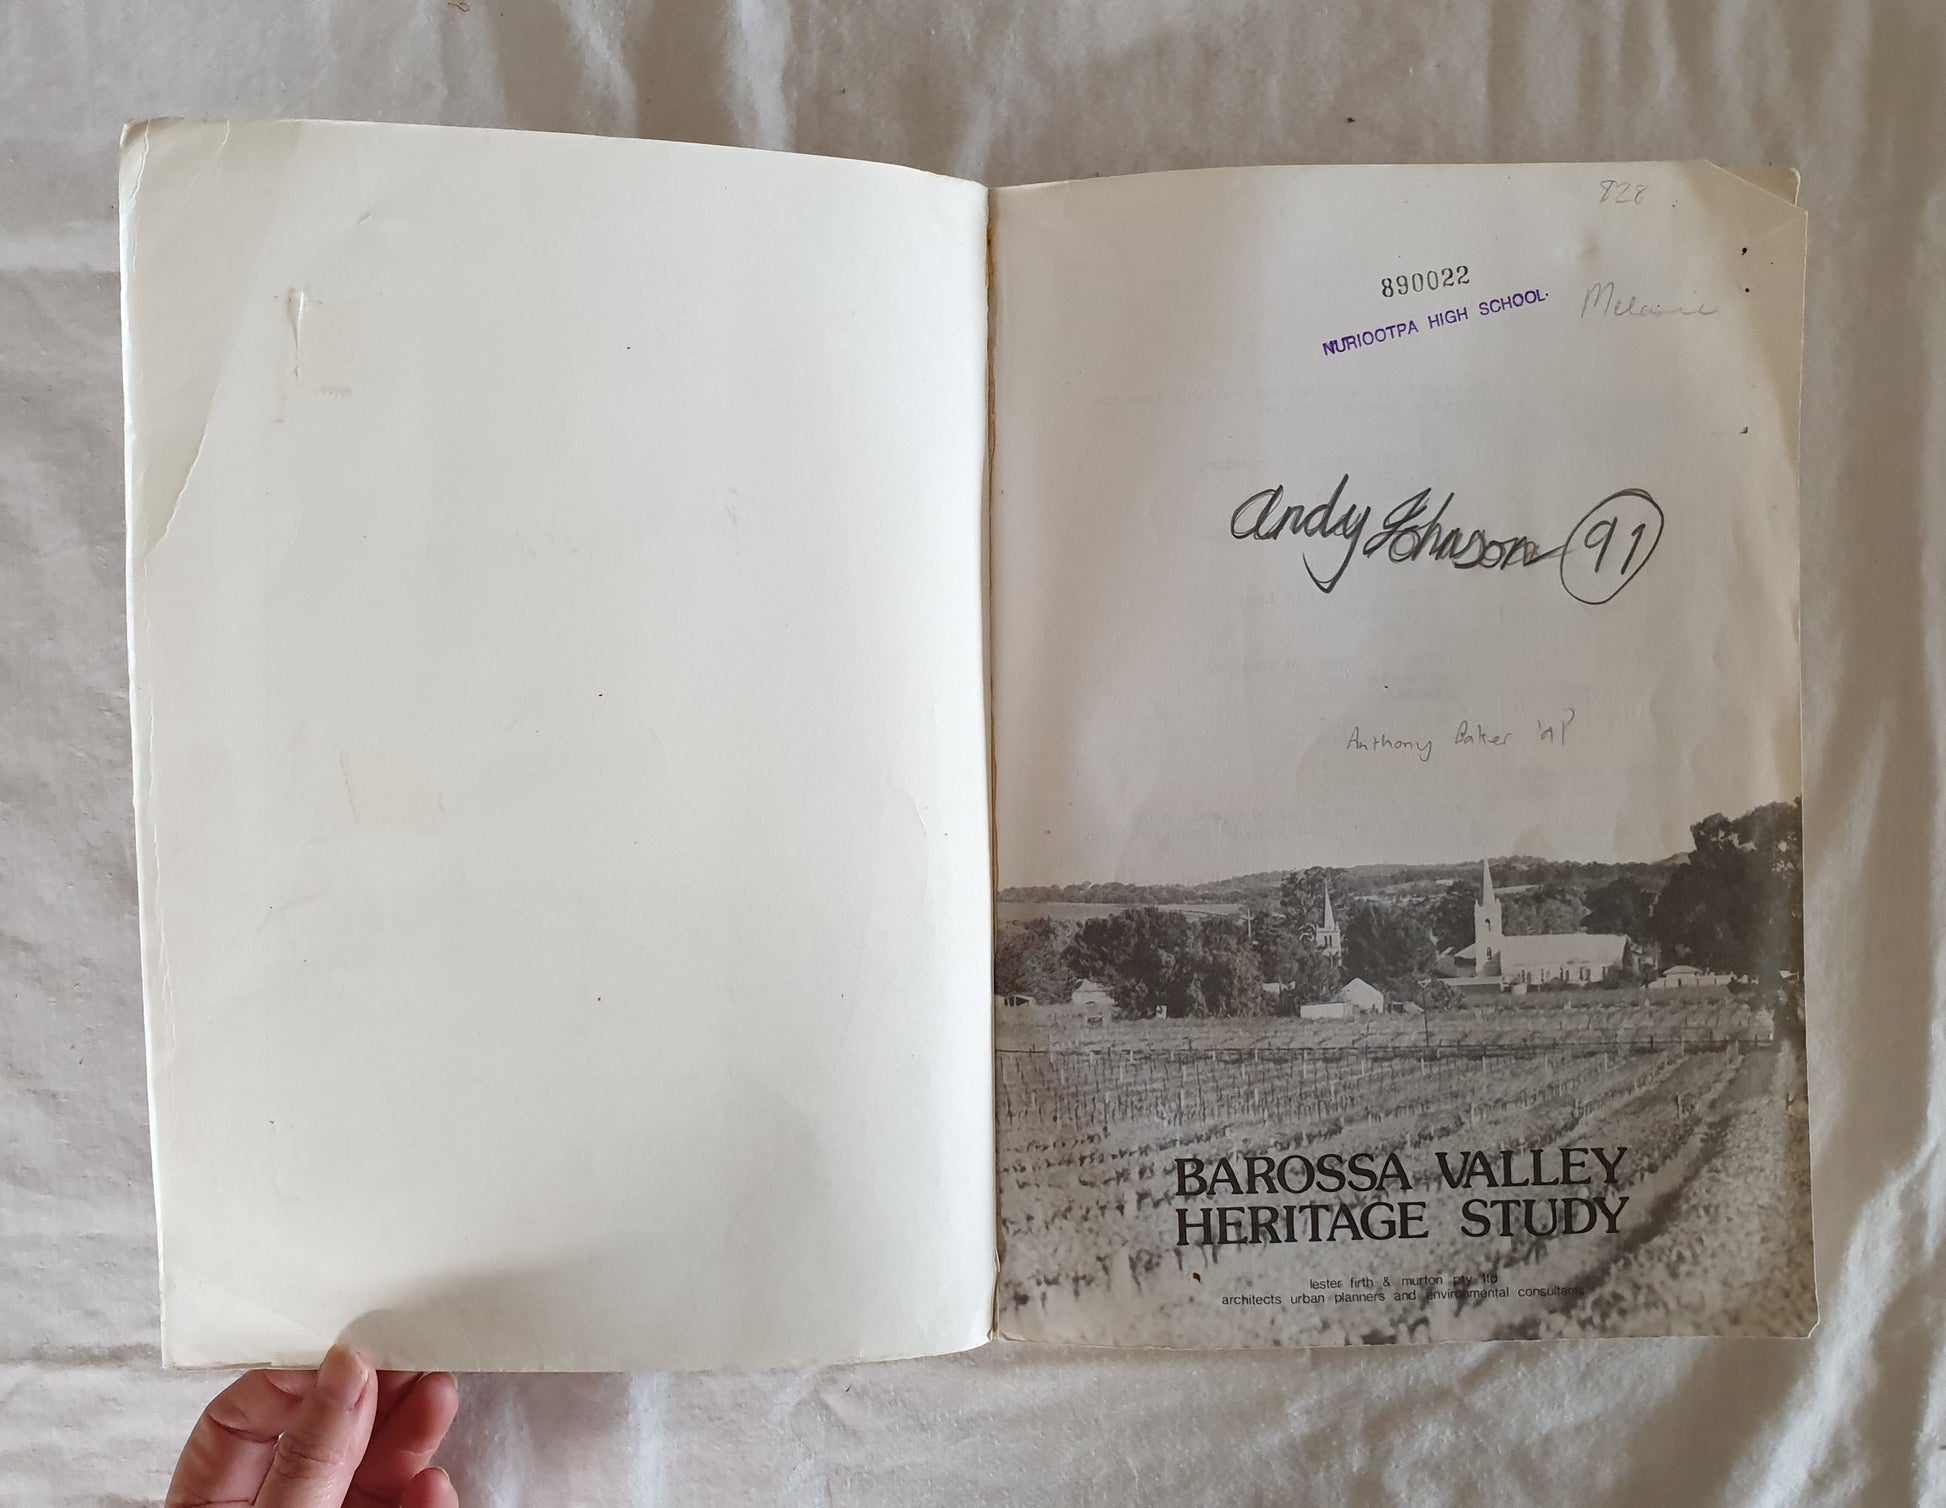 828
890022
NURIOOTPA HIGH SCHOOL
Melanie
Andy Johnson 91
Anthony Baker '91
BAROSSA VALLEY
HERITAGE STUDY
lester firth & murton pty ltd
architects urban planners and environmental consultants